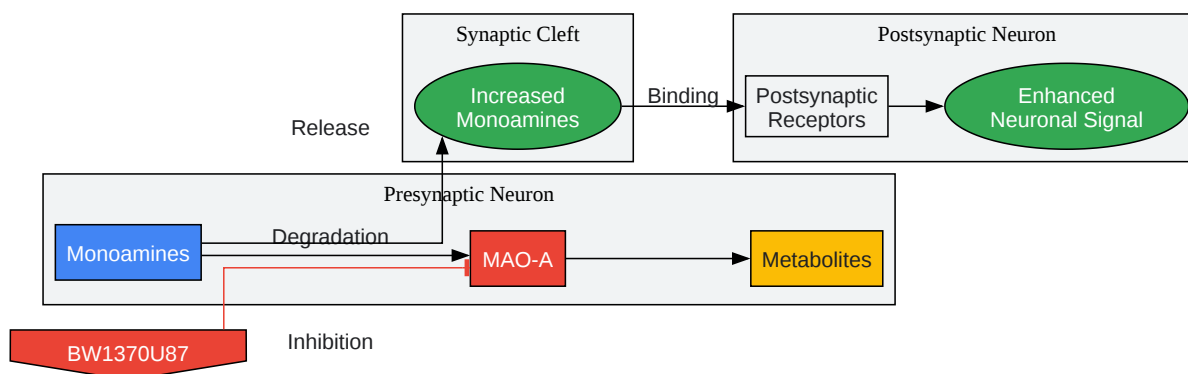 Synaptic Cleft
Postsynaptic Neuron
Increased
Monoamines
Binding
Postsynaptic
Receptors
Enhanced
Neuronal Signal
Release
Presynaptic Neuron
Monoamines
Degradation
MAO-A
Metabolites
Inhibition
BW1370U87